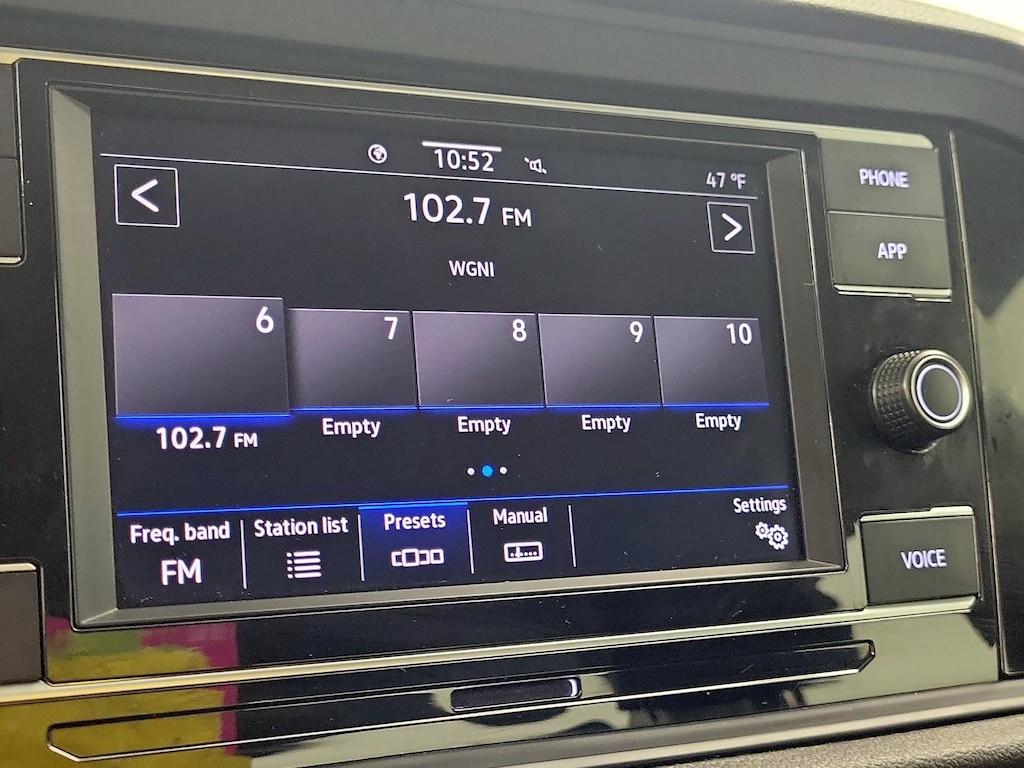 10:52
47 °F
102.7 FM
WGNI
6
7
8
9
10
102.7 FM
Empty
Empty
Empty
Empty
Freq. band
FM
Station list
Presets
Manual
Settings
PHONE
APP
VOICE